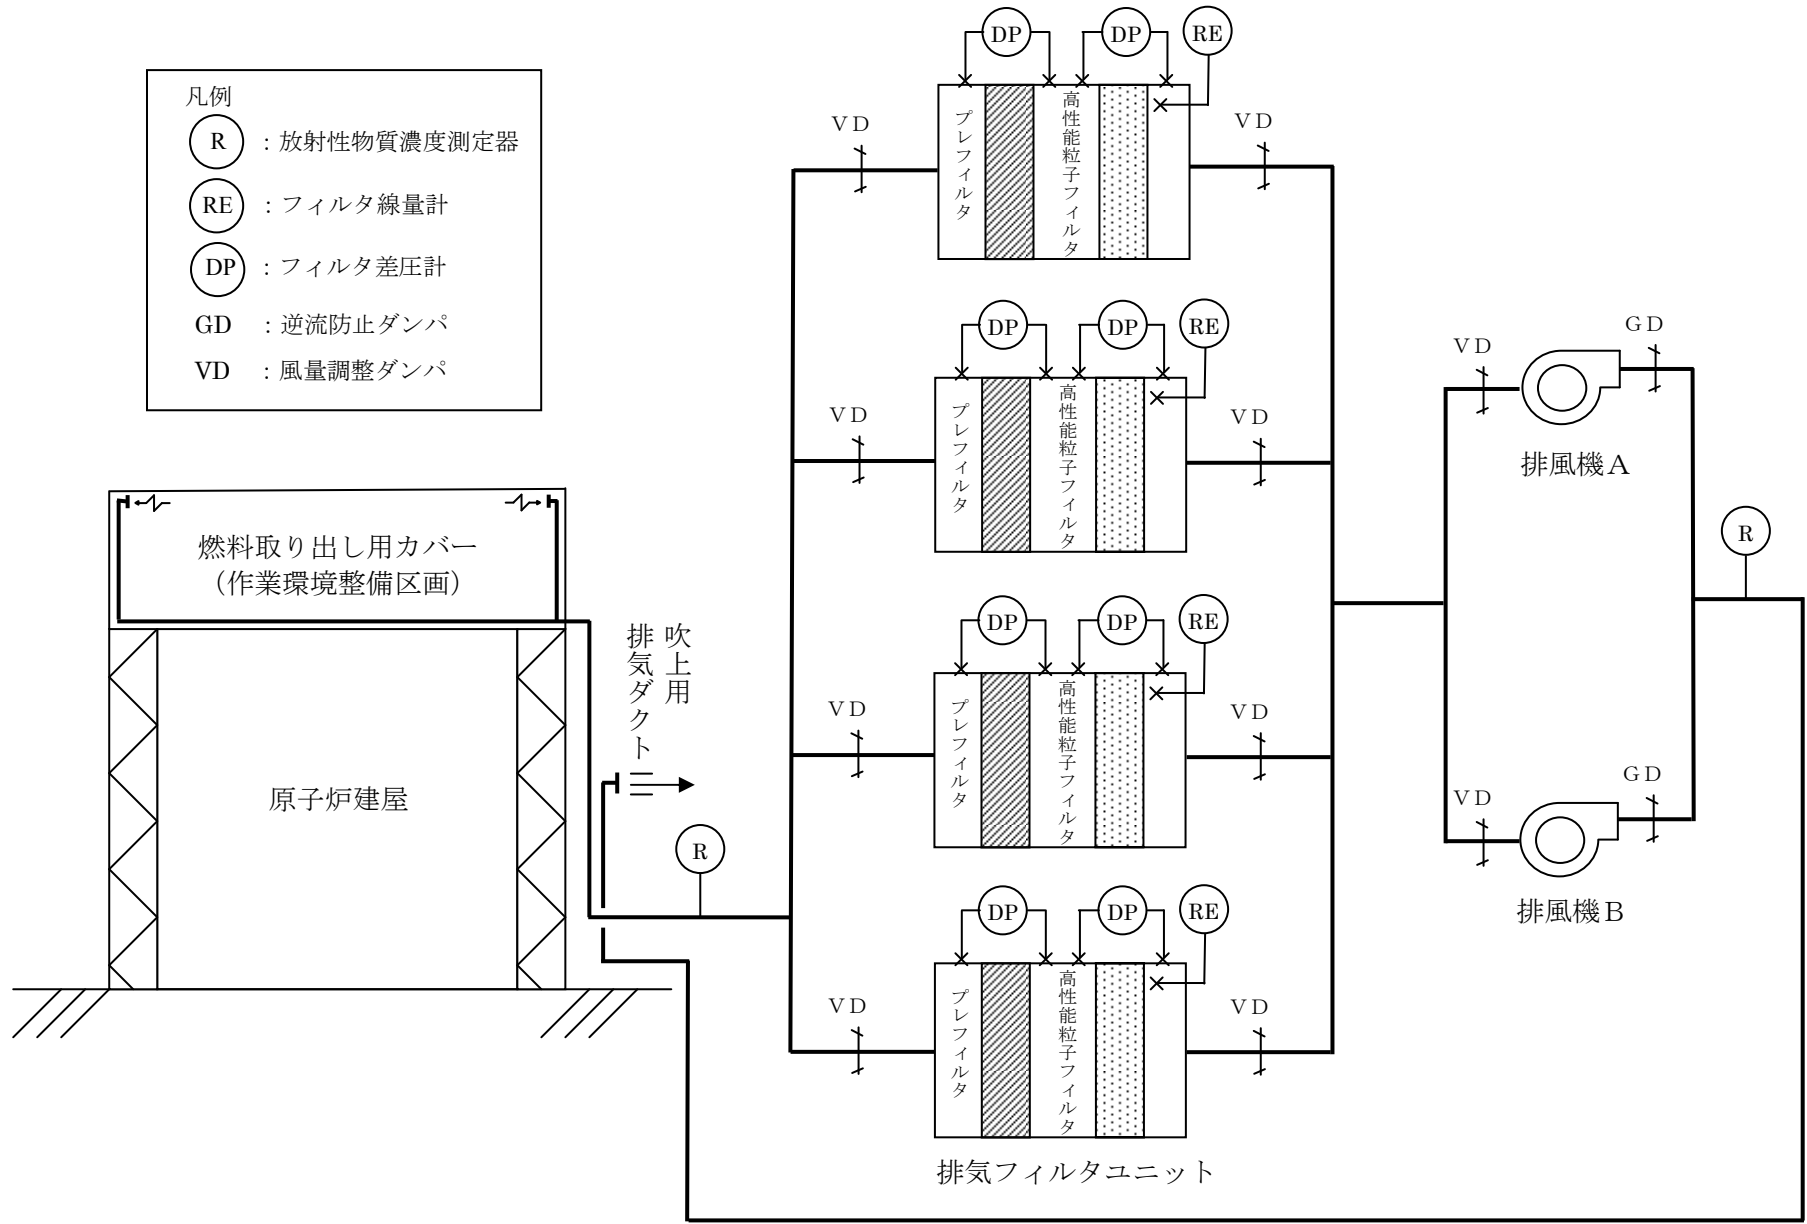 凡例
R :放射性物質濃度測定器
RE :フィルタ線量計
DP :フィルタ差圧計
GD :逆流防止ダンパ
VD :風量調整ダンパ
燃料取り出し用カバー
(作業環境整備区画)
原子炉建屋
吹上用
排気ダクト
R
DP
DP
RE
VD
プレフィルタ
高性能粒子フィルタ
VD
DP
DP
RE
VD
プレフィルタ
高性能粒子フィルタ
VD
DP
DP
RE
VD
プレフィルタ
高性能粒子フィルタ
VD
DP
DP
RE
VD
プレフィルタ
高性能粒子フィルタ
VD
排気フィルタユニット
VD
GD
排風機A
VD
GD
排風機B
R